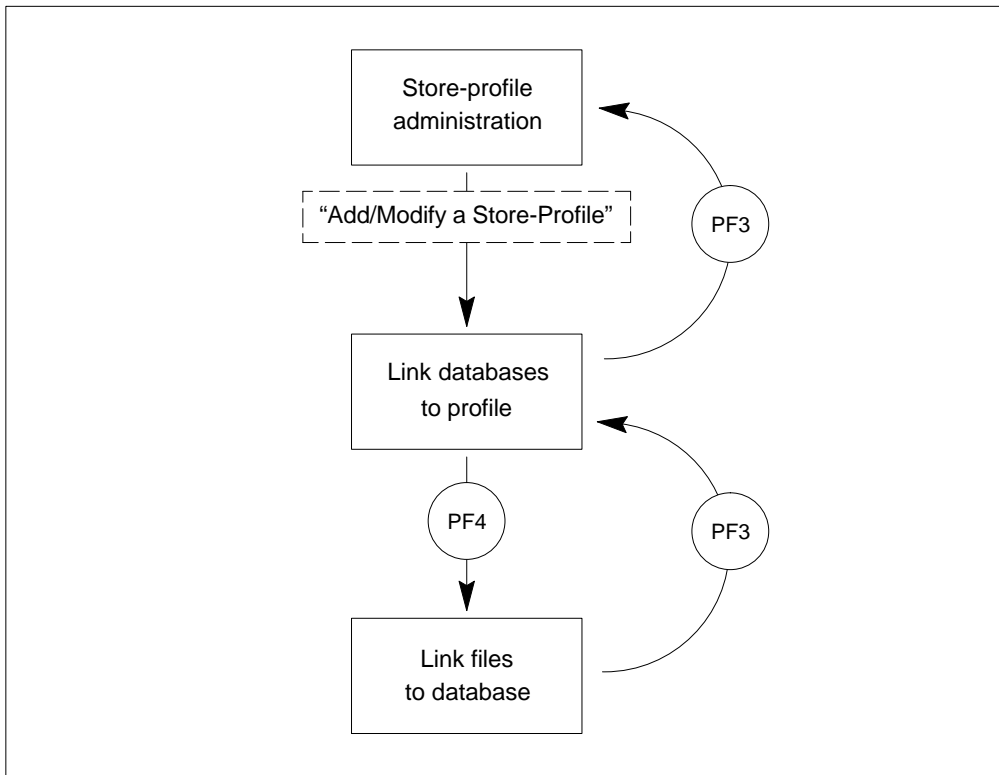 Store-profile
administration
“Add/Modify a Store-Profile”
PF3
Link databases
to profile
PF4
PF3
Link files
to database